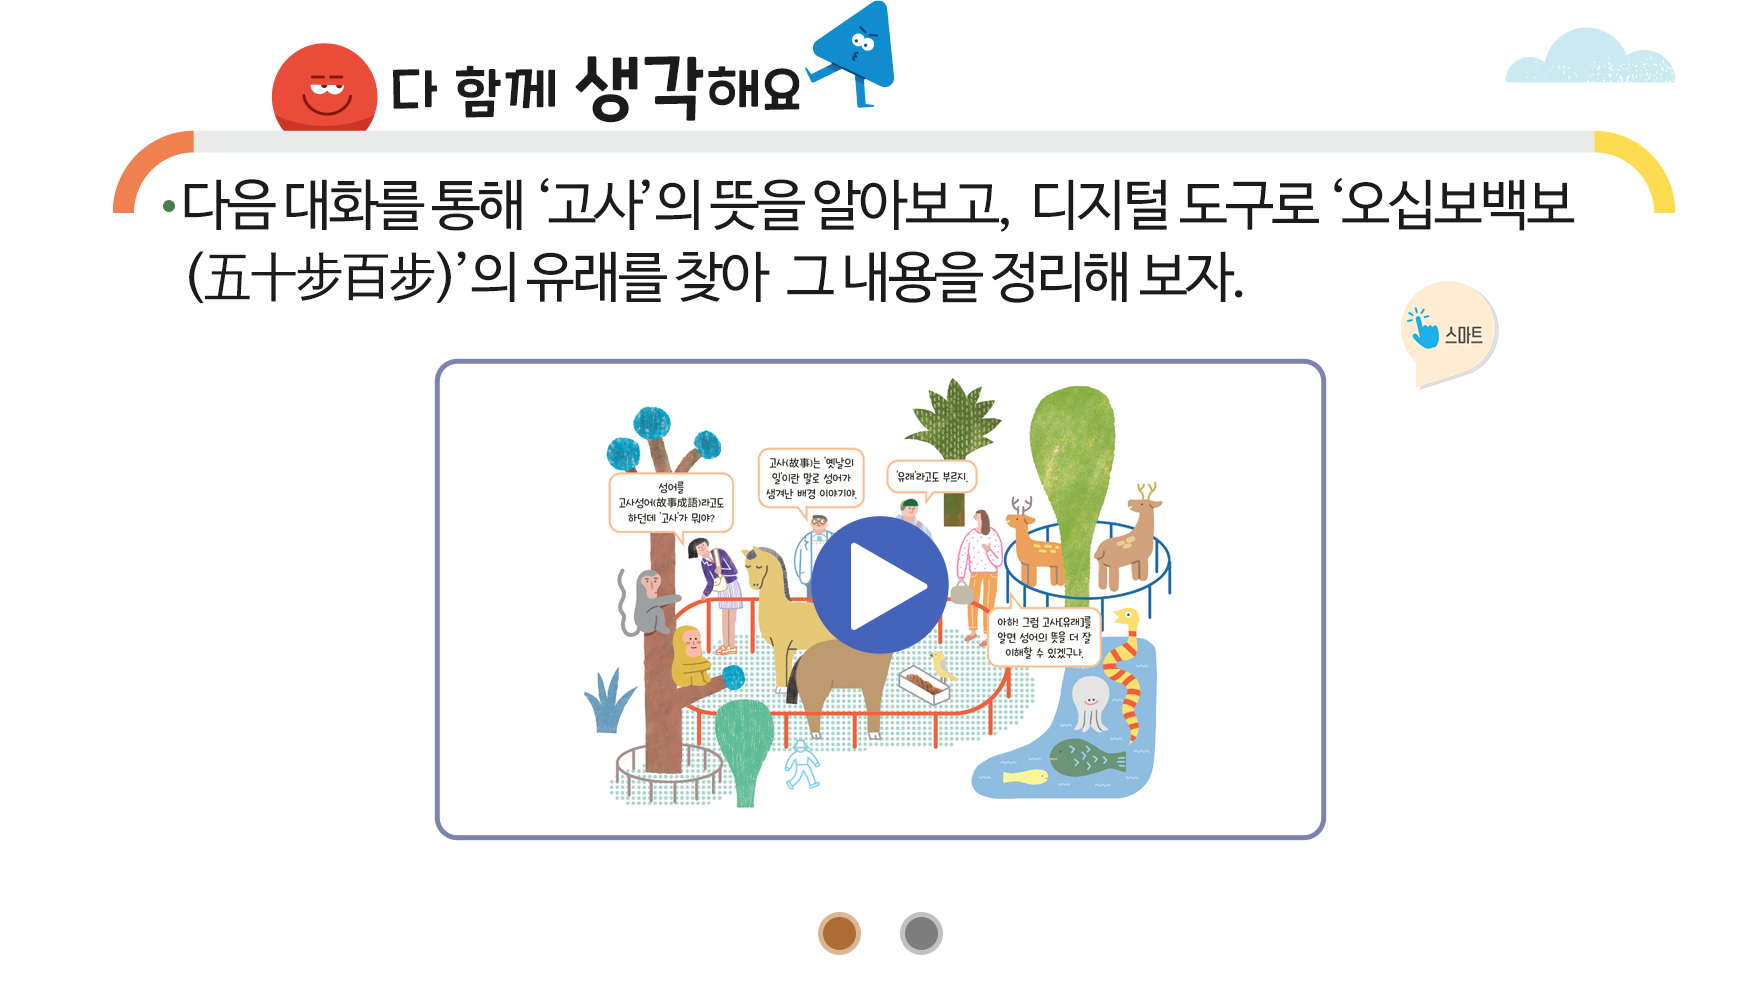 다 함께 생각해요
다음 대화를 통해 ‘고사’의 뜻을 알아보고, 디지털 도구로 ‘오십보백보
(五十步百步)’의 유래를 찾아 그 내용을 정리해 보자.
스마트
성어를
고사성어(故事成語)라고도
하던데 '고사'가 뭐야?
고사(故事)는 '옛날의
일'이란 말로 성어가
생겨난 배경 이야기야.
'유래'라고도 부르지.
아하! 그럼 고사[유래]를
알면 성어의 뜻을 더 잘
이해할 수 있겠구나.